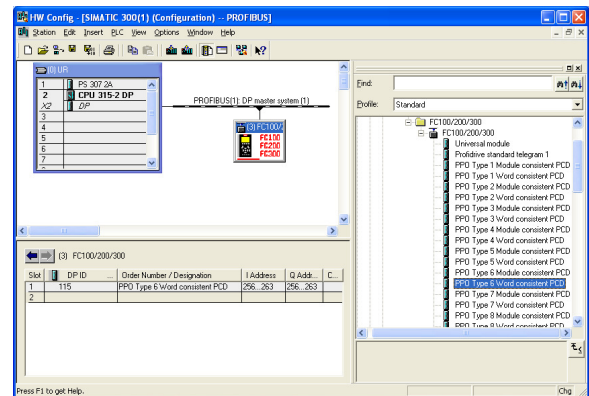 HW Config - [SIMATIC 300(1) (Configuration) -- PROFIBUS]
Station Edit Insert PLC View Options Window Help
(0) UR
1 PS 307 2A
2 CPU 315-2 DP
X2 DP
3
4
5
6
7
PROFIBUS(1): DP master system (1)
(3) FC100/2
FC100
FC200
FC300
Find:
Profile: Standard
FC100/200/300
FC100/200/300
Universal module
Profidrive standard telegram 1
PPO Type 1 Module consistent PCD
PPO Type 1 Word consistent PCD
PPO Type 2 Module consistent PCD
PPO Type 2 Word consistent PCD
PPO Type 3 Module consistent PCD
PPO Type 3 Word consistent PCD
PPO Type 4 Module consistent PCD
PPO Type 4 Word consistent PCD
PPO Type 5 Module consistent PCD
PPO Type 5 Word consistent PCD
PPO Type 6 Module consistent PCD
PPO Type 6 Word consistent PCD
PPO Type 7 Module consistent PCD
PPO Type 7 Word consistent PCD
PPO Type 8 Module consistent PCD
PPO Type 8 Word consistent PCD
(3) FC100/200/300
Slot DP ID ... Order Number / Designation I Address Q Addr... C...
1 115 PPO Type 6 Word consistent PCD 256...263 256...263
2
Press F1 to get Help.
Chg